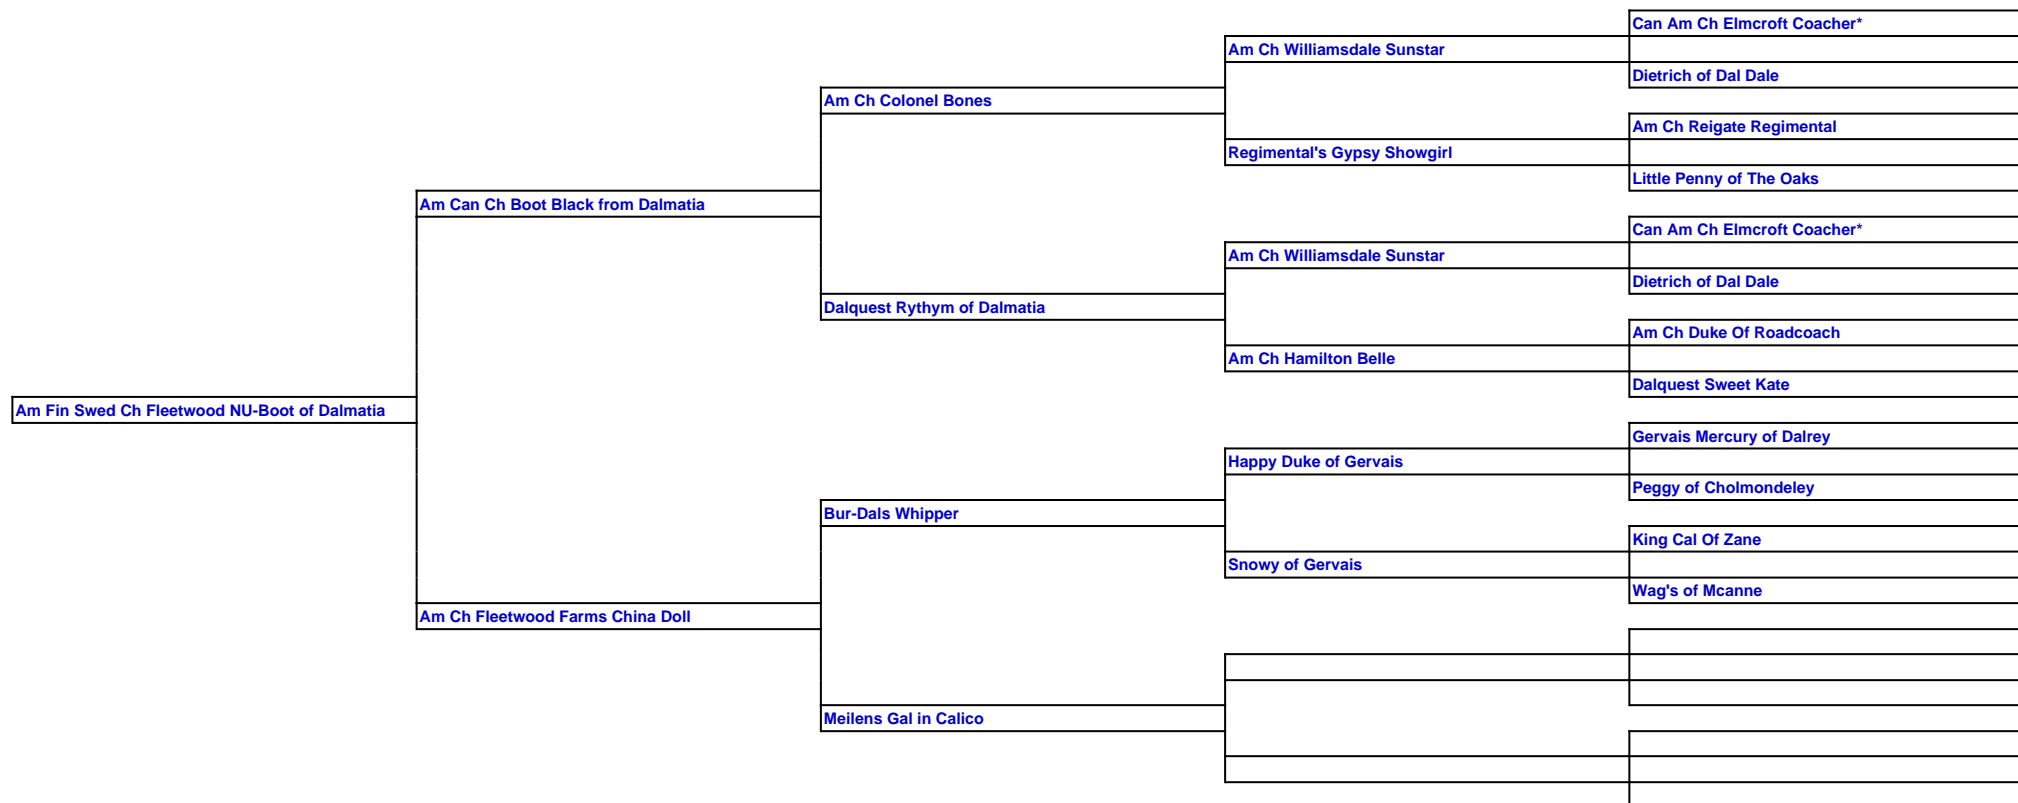 Can Am Ch Elmcroft Coacher*
Am Ch Williamsdale Sunstar
Dietrich of Dal Dale
Am Ch Colonel Bones
Am Ch Reigate Regimental
Regimental's Gypsy Showgirl
Little Penny of The Oaks
Am Can Ch Boot Black from Dalmatia
Can Am Ch Elmcroft Coacher*
Am Ch Williamsdale Sunstar
Dietrich of Dal Dale
Dalquest Rythym of Dalmatia
Am Ch Duke Of Roadcoach
Am Ch Hamilton Belle
Dalquest Sweet Kate
Am Fin Swed Ch Fleetwood NU-Boot of Dalmatia
Gervais Mercury of Dalrey
Happy Duke of Gervais
Peggy of Cholmondeley
Bur-Dals Whipper
King Cal Of Zane
Snowy of Gervais
Wag's of Mcanne
Am Ch Fleetwood Farms China Doll
Meilens Gal in Calico